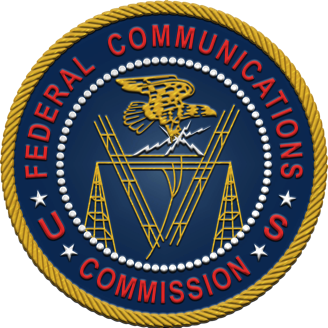 FEDERAL COMMUNICATIONS
COMMISSION
U S